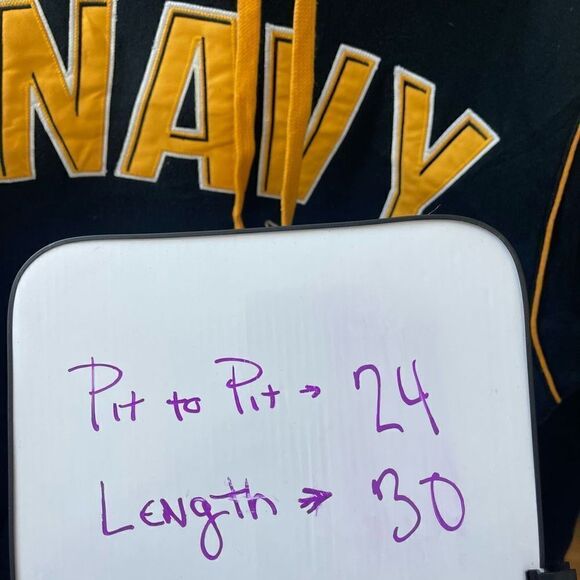 NAVY
Pit to Pit → 24
Length → 30